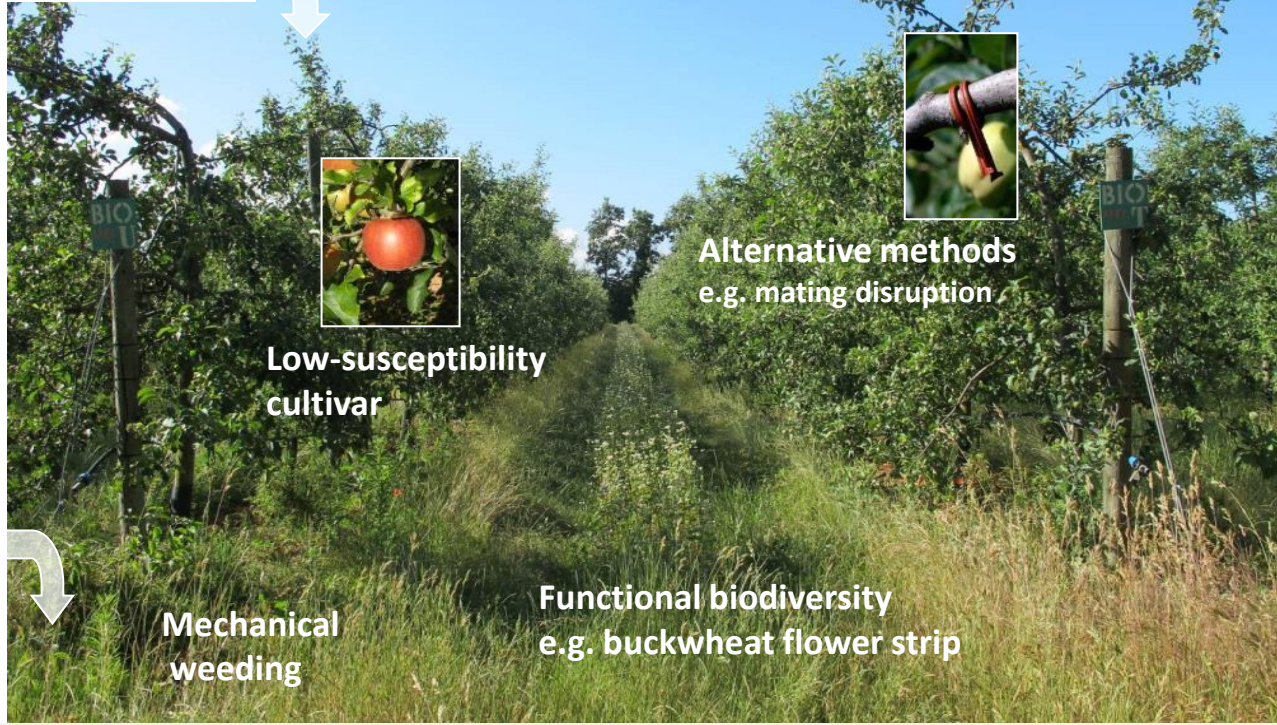 BIO
U
BIO
T
Alternative methods
e.g. mating disruption
Low-susceptibility
cultivar
Functional biodiversity
e.g. buckwheat flower strip
Mechanical
weeding